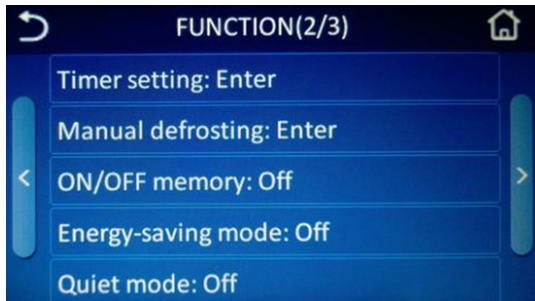 FUNCTION(2/3)
Timer setting: Enter
Manual defrosting: Enter
ON/OFF memory: Off
Energy-saving mode: Off
Quiet mode: Off